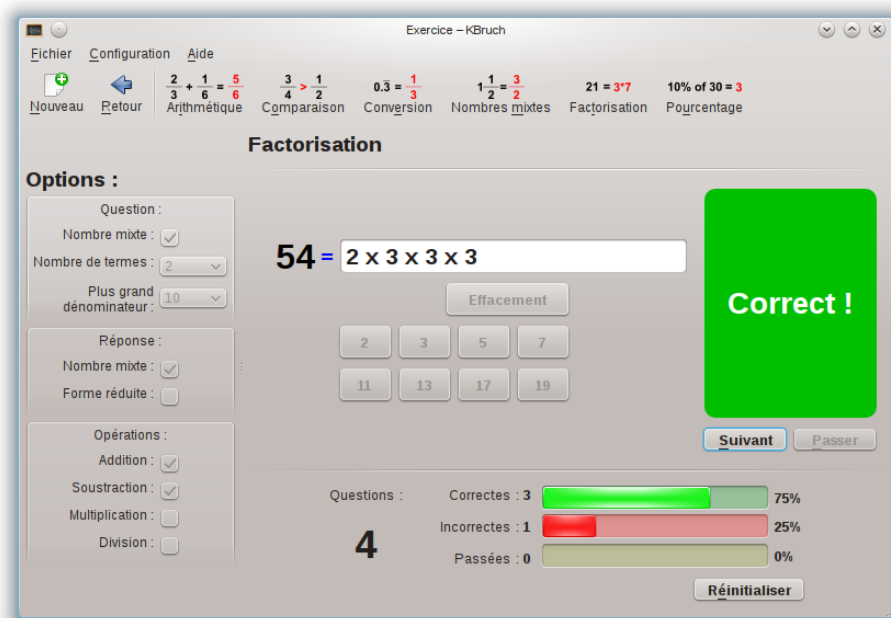 Exercice – KBruch
Fichier Configuration Aide
2/3 + 1/6 = 5/6 3/4 > 1/2 0.3̅ = 1/3 1 1/2 = 3/2 21 = 3*7 10% of 30 = 3
Nouveau Retour Arithmétique Comparaison Conversion Nombres mixtes Factorisation Pourcentage
Factorisation
Options :
Question :
Nombre mixte :
Nombre de termes : 2
Plus grand
dénominateur : 10
Réponse :
Nombre mixte :
Forme réduite :
Opérations :
Addition :
Soustraction :
Multiplication :
Division :
54 = 2 x 3 x 3 x 3
Effacement
2 3 5 7
11 13 17 19
Correct !
Suivant Passer
Questions :
4
Correctes : 3 75%
Incorrectes : 1 25%
Passées : 0 0%
Réinitialiser